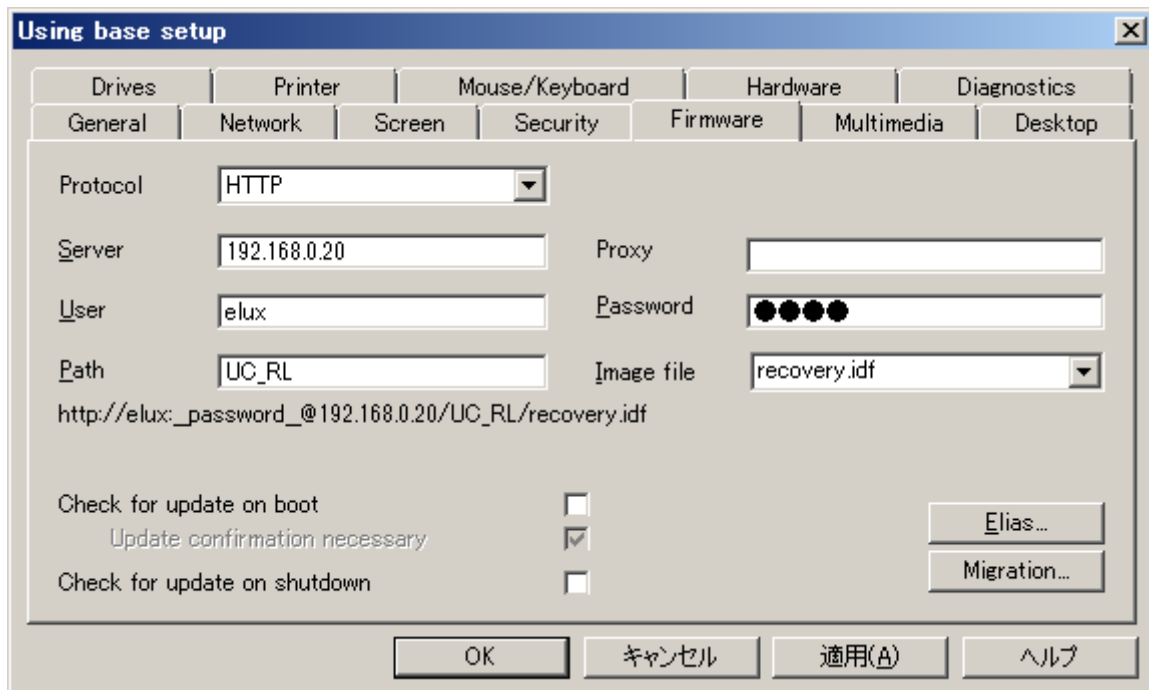 Using base setup
Drives Printer Mouse/Keyboard Hardware Diagnostics
General Network Screen Security Firmware Multimedia Desktop
Protocol HTTP
Server 192.168.0.20 Proxy
User elux Password ●●●●
Path UC_RL Image file recovery.idf
http://elux:_password_@192.168.0.20/UC_RL/recovery.idf
Check for update on boot
Update confirmation necessary
Elias...
Check for update on shutdown
Migration...
OK キャンセル 適用(A) ヘルプ